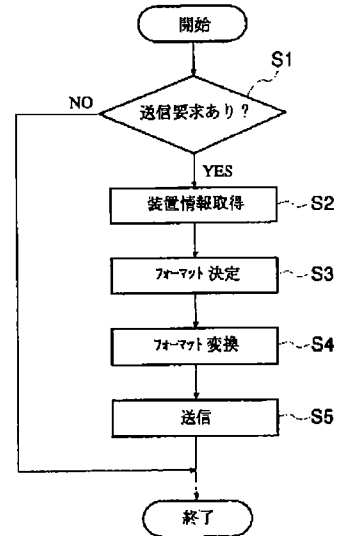 開始
S1
送信要求あり？
NO
YES
装置情報取得
S2
フォーマット 決定
S3
フォーマット 変換
S4
送信
S5
終了